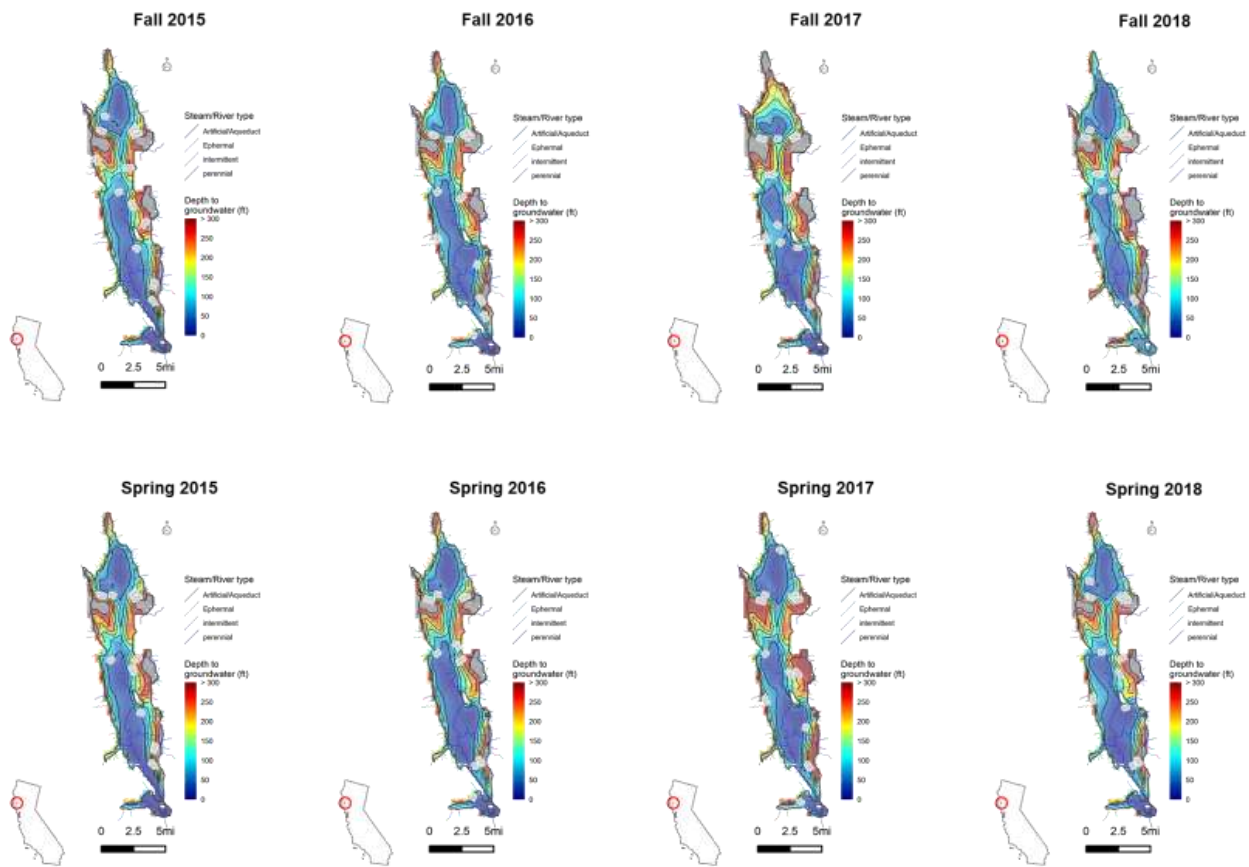 Fall 2015
Steam/River type
Artificial/Aqueduct
Ephermal
intermittent
perennial
Depth to
groundwater (ft)
> 300
250
200
150
100
50
0
0 2.5 5mi
Fall 2016
Steam/River type
Artificial/Aqueduct
Ephermal
intermittent
perennial
Depth to
groundwater (ft)
> 300
250
200
150
100
50
0
0 2.5 5mi
Fall 2017
Steam/River type
Artificial/Aqueduct
Ephermal
intermittent
perennial
Depth to
groundwater (ft)
> 300
250
200
150
100
50
0
0 2.5 5mi
Fall 2018
Steam/River type
Artificial/Aqueduct
Ephermal
intermittent
perennial
Depth to
groundwater (ft)
> 300
250
200
150
100
50
0
0 2.5 5mi
Spring 2015
Steam/River type
Artificial/Aqueduct
Ephermal
intermittent
perennial
Depth to
groundwater (ft)
> 300
250
200
150
100
50
0
0 2.5 5mi
Spring 2016
Steam/River type
Artificial/Aqueduct
Ephermal
intermittent
perennial
Depth to
groundwater (ft)
> 300
250
200
150
100
50
0
0 2.5 5mi
Spring 2017
Steam/River type
Artificial/Aqueduct
Ephermal
intermittent
perennial
Depth to
groundwater (ft)
> 300
250
200
150
100
50
0
0 2.5 5mi
Spring 2018
Steam/River type
Artificial/Aqueduct
Ephermal
intermittent
perennial
Depth to
groundwater (ft)
> 300
250
200
150
100
50
0
0 2.5 5mi